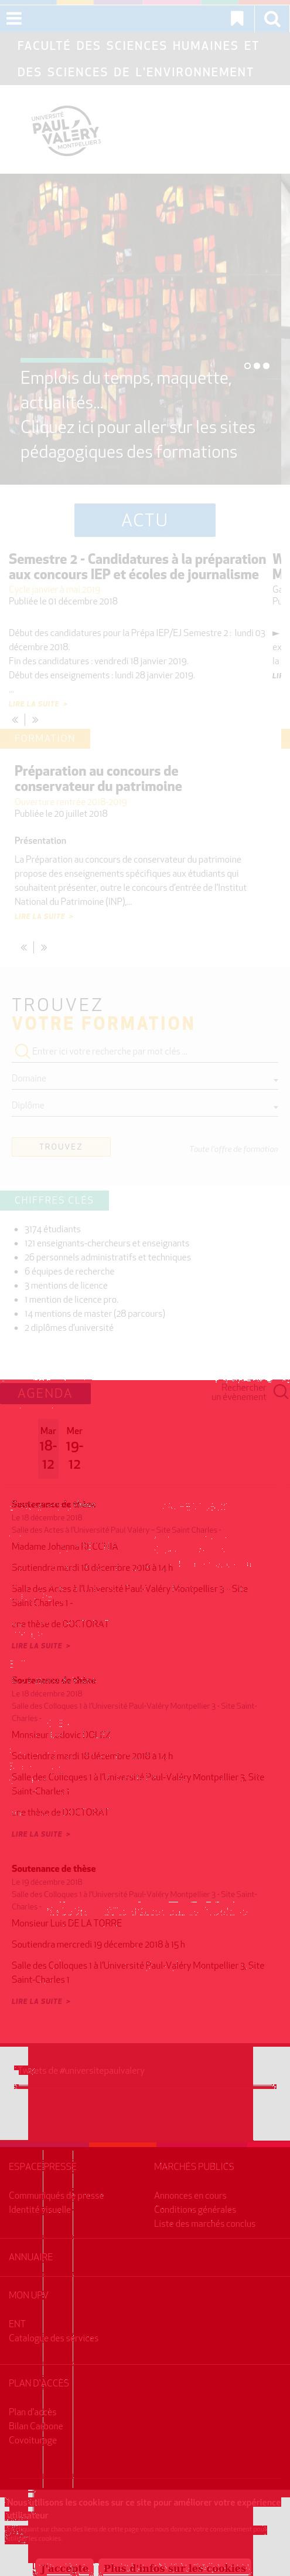 FACULTÉ DES SCIENCES HUMAINES ET
DES SCIENCES DE L'ENVIRONNEMENT
UNIVERSITÉ
PAUL
VALÉRY
MONTPELLIER 3
Emplois du temps, maquette,
actualités...
Cliquez ici pour aller sur les sites
pédagogiques des formations
ACTU
Semestre 2 - Candidatures à la préparation
aux concours IEP et écoles de journalisme
Publiée le 01 décembre 2018
Début des candidatures pour la Prépa IEP/EJ Semestre 2 : lundi 03
décembre 2018.
Fin des candidatures : vendredi 18 janvier 2019.
Début des enseignements : lundi 28 janvier 2019.
...
LIRE LA SUITE »
« | »
FORMATION
Préparation au concours de
conservateur du patrimoine
Publiée le 20 juillet 2018
Présentation
La Préparation au concours de conservateur du patrimoine
propose des enseignements spécifiques aux étudiants qui
souhaitent présenter, outre le concours d'entrée de l'Institut
National du Patrimoine (INP),...
LIRE LA SUITE »
« | »
TROUVEZ
VOTRE FORMATION
Entrer ici votre recherche par mot clés ...
Domaine
Diplôme
TROUVEZ
Toute l'offre de formation
CHIFFRES CLÉS
3174 étudiants
121 enseignants-chercheurs et enseignants
26 personnels administratifs et techniques
6 équipes de recherche
3 mentions de licence
1 mention de licence pro.
14 mentions de master (28 parcours)
2 diplômes d'université
AGENDA
Rechercher
un événement
Mar Mer
18- 19-
12 12
Soutenance de thèse
Le 18 décembre 2018
Salle des Actes à l'Université Paul Valéry - Site Saint Charles -
Madame Johanna
Soutiendra mardi 18 décembre 2018 à 14 h
Salle des Actes à l'Université Paul Valéry Montpellier 3 - Site
Saint Charles 1 -
une thèse de DOCTORAT
LIRE LA SUITE »
Soutenance de thèse
Le 18 décembre 2018
Salle des Colloques 1 à l'Université Paul-Valéry Montpellier 3 - Site Saint-
Charles -
Monsieur Ludovic
Soutiendra mardi 18 décembre 2018 à 14 h
Salle des Colloques 1 à l'Université Paul-Valéry Montpellier 3, Site
Saint-Charles 1
une thèse de DOCTORAT
LIRE LA SUITE »
Soutenance de thèse
Le 19 décembre 2018
Salle des Colloques 1 à l'Université Paul-Valéry Montpellier 3 - Site Saint-
Charles -
Monsieur Luis DE LA TORRE
Soutiendra mercredi 19 décembre 2018 à 15 h
Salle des Colloques 1 à l'Université Paul-Valéry Montpellier 3, Site
Saint-Charles 1
LIRE LA SUITE »
Tweets de #universitepaulvalery
ESPACE PRESSE
MARCHÉS PUBLICS
Communiqués de presse
Annonces en cours
Identité visuelle
Conditions générales
Liste des marchés conclus
ANNUAIRE
MON UPV
ENT
Catalogue des services
PLAN D'ACCÈS
Plan d'accès
Bilan Carbone
Covoiturage
Nous utilisons les cookies sur ce site pour améliorer votre expérience
utilisateur
J'accepte
Plus d'infos sur les cookies